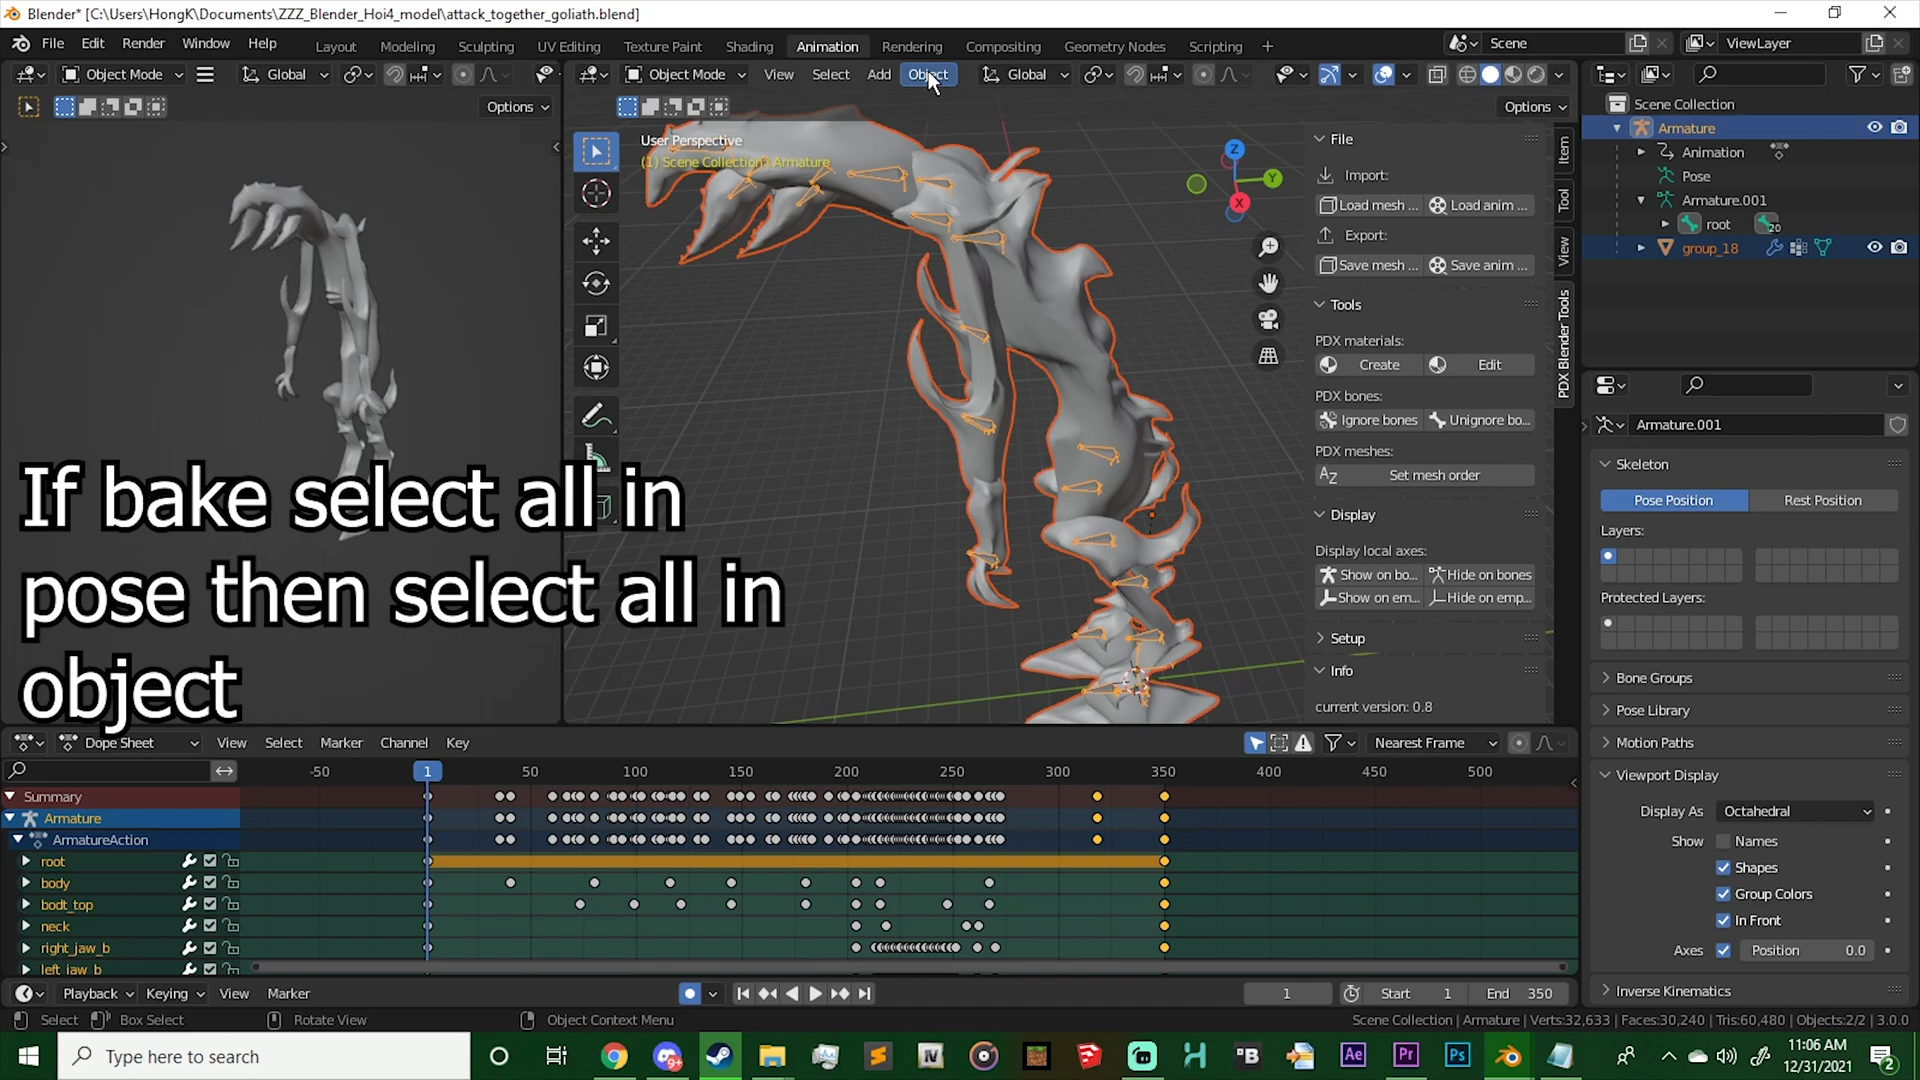 Blender* [C:\Users\HongK\Documents\ZZZ_Blender_Hoi4_model\attack_together_goliath.blend]
File Edit Render Window Help
Layout Modeling Sculpting UV Editing Texture Paint Shading Animation Rendering Compositing Geometry Nodes Scripting +
Scene
ViewLayer
Object Mode Global
Object Mode View Select Add Object Global
Options
Options
User Perspective
(1) Scene Collection | Armature
Z
Y
X
File
Import:
Load mesh ... Load anim ...
Export:
Save mesh ... Save anim ...
Tools
PDX materials:
Create Edit
PDX bones:
Ignore bones Unignore bo...
PDX meshes:
Set mesh order
Display
Display local axes:
Show on bo... Hide on bones
Show on em... Hide on emp...
Setup
Info
current version: 0.8
Item
Tool
View
PDX Blender Tools
Scene Collection
Armature
Animation
Pose
Armature.001
root 20
group_18
Armature.001
Skeleton
Pose Position Rest Position
Layers:
Protected Layers:
Bone Groups
Pose Library
Motion Paths
Viewport Display
Display As Octahedral
Show Names
Shapes
Group Colors
In Front
Axes Position 0.0
Inverse Kinematics
If bake select all in
pose then select all in
object
Dope Sheet View Select Marker Channel Key
Nearest Frame
-50 1 50 100 150 200 250 300 350 400 450 500
Summary
Armature
ArmatureAction
root
body
bodt_top
neck
right_jaw_b
left_jaw_b
Playback Keying View Marker
1 Start 1 End 350
Select Box Select Rotate View Object Context Menu
Scene Collection | Armature | Verts:32,633 | Faces:30,240 | Tris:60,480 | Objects:2/2 | 3.0.0
Type here to search
Ae Pr Ps
11:06 AM
12/31/2021
2